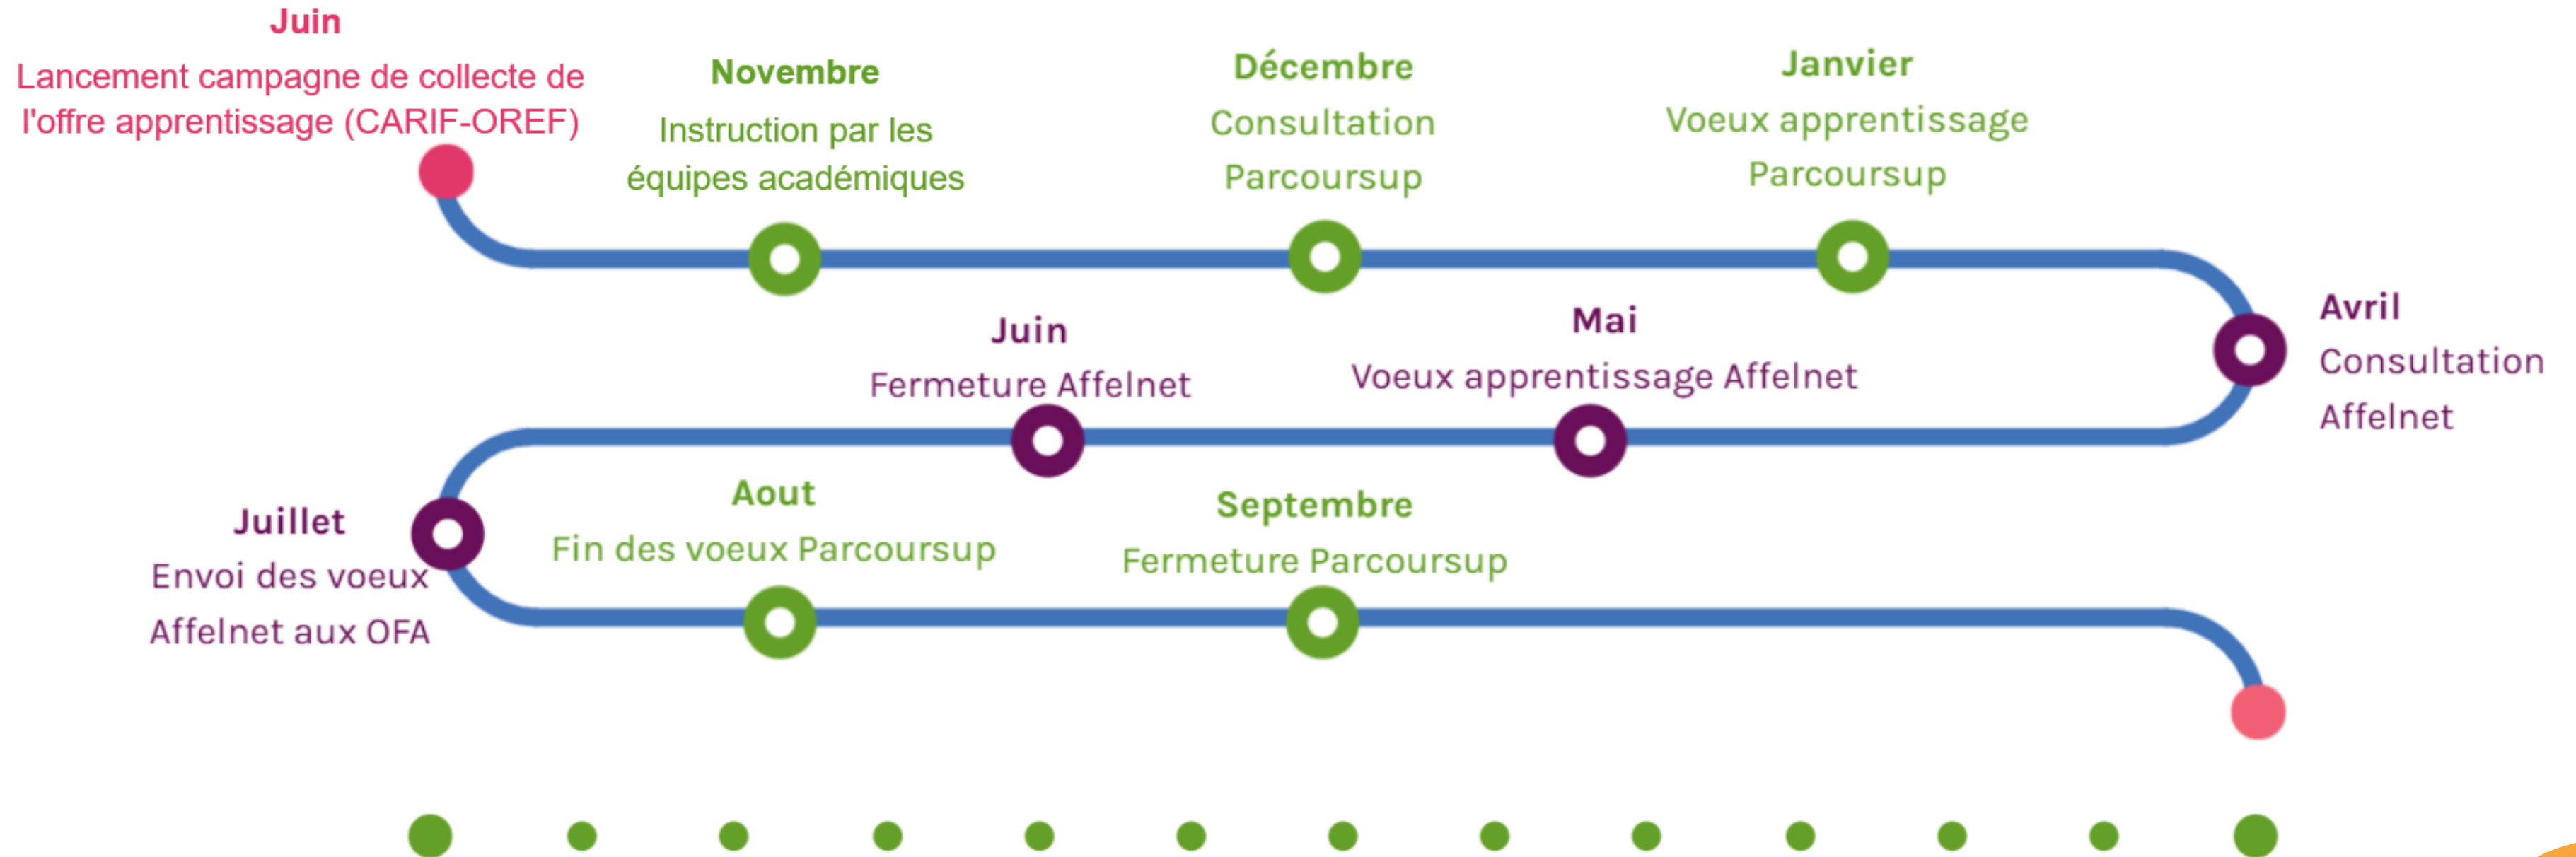 Juin
Lancement campagne de collecte de
l'offre apprentissage (CARIF-OREF)
Novembre
Instruction par les
équipes académiques
Décembre
Consultation
Parcoursup
Janvier
Voeux apprentissage
Parcoursup
Avril
Consultation
Affelnet
Mai
Voeux apprentissage Affelnet
Juin
Fermeture Affelnet
Juillet
Envoi des voeux
Affelnet aux OFA
Aout
Fin des voeux Parcoursup
Septembre
Fermeture Parcoursup